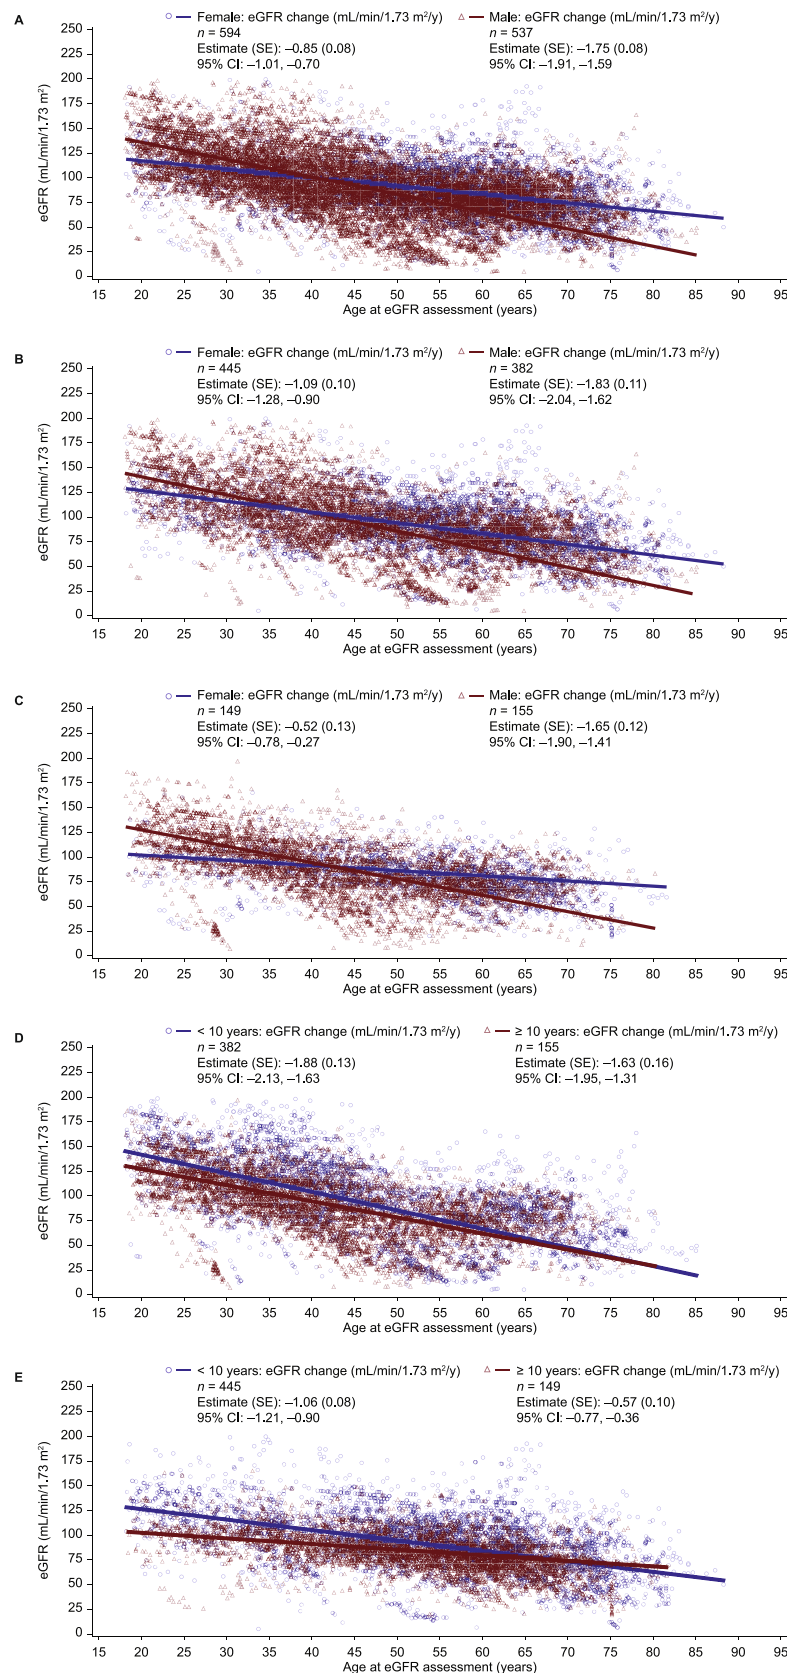 A
Female: eGFR change (mL/min/1.73 m²/y)
n = 594
Estimate (SE): –0.85 (0.08)
95% CI: –1.01, –0.70
Male: eGFR change (mL/min/1.73 m²/y)
n = 537
Estimate (SE): –1.75 (0.08)
95% CI: –1.91, –1.59
eGFR (mL/min/1.73 m²)
250
225
200
175
150
125
100
75
50
25
0
15 20 25 30 35 40 45 50 55 60 65 70 75 80 85 90 95
Age at eGFR assessment (years)
B
Female: eGFR change (mL/min/1.73 m²/y)
n = 445
Estimate (SE): –1.09 (0.10)
95% CI: –1.28, –0.90
Male: eGFR change (mL/min/1.73 m²/y)
n = 382
Estimate (SE): –1.83 (0.11)
95% CI: –2.04, –1.62
eGFR (mL/min/1.73 m²)
250
225
200
175
150
125
100
75
50
25
0
15 20 25 30 35 40 45 50 55 60 65 70 75 80 85 90 95
Age at eGFR assessment (years)
C
Female: eGFR change (mL/min/1.73 m²/y)
n = 149
Estimate (SE): –0.52 (0.13)
95% CI: –0.78, –0.27
Male: eGFR change (mL/min/1.73 m²/y)
n = 155
Estimate (SE): –1.65 (0.12)
95% CI: –1.90, –1.41
eGFR (mL/min/1.73 m²)
250
225
200
175
150
125
100
75
50
25
0
15 20 25 30 35 40 45 50 55 60 65 70 75 80 85 90 95
Age at eGFR assessment (years)
D
< 10 years: eGFR change (mL/min/1.73 m²/y)
n = 382
Estimate (SE): –1.88 (0.13)
95% CI: –2.13, –1.63
≥ 10 years: eGFR change (mL/min/1.73 m²/y)
n = 155
Estimate (SE): –1.63 (0.16)
95% CI: –1.95, –1.31
eGFR (mL/min/1.73 m²)
250
225
200
175
150
125
100
75
50
25
0
15 20 25 30 35 40 45 50 55 60 65 70 75 80 85 90 95
Age at eGFR assessment (years)
E
< 10 years: eGFR change (mL/min/1.73 m²/y)
n = 445
Estimate (SE): –1.06 (0.08)
95% CI: –1.21, –0.90
≥ 10 years: eGFR change (mL/min/1.73 m²/y)
n = 149
Estimate (SE): –0.57 (0.10)
95% CI: –0.77, –0.36
eGFR (mL/min/1.73 m²)
250
225
200
175
150
125
100
75
50
25
0
15 20 25 30 35 40 45 50 55 60 65 70 75 80 85 90 95
Age at eGFR assessment (years)